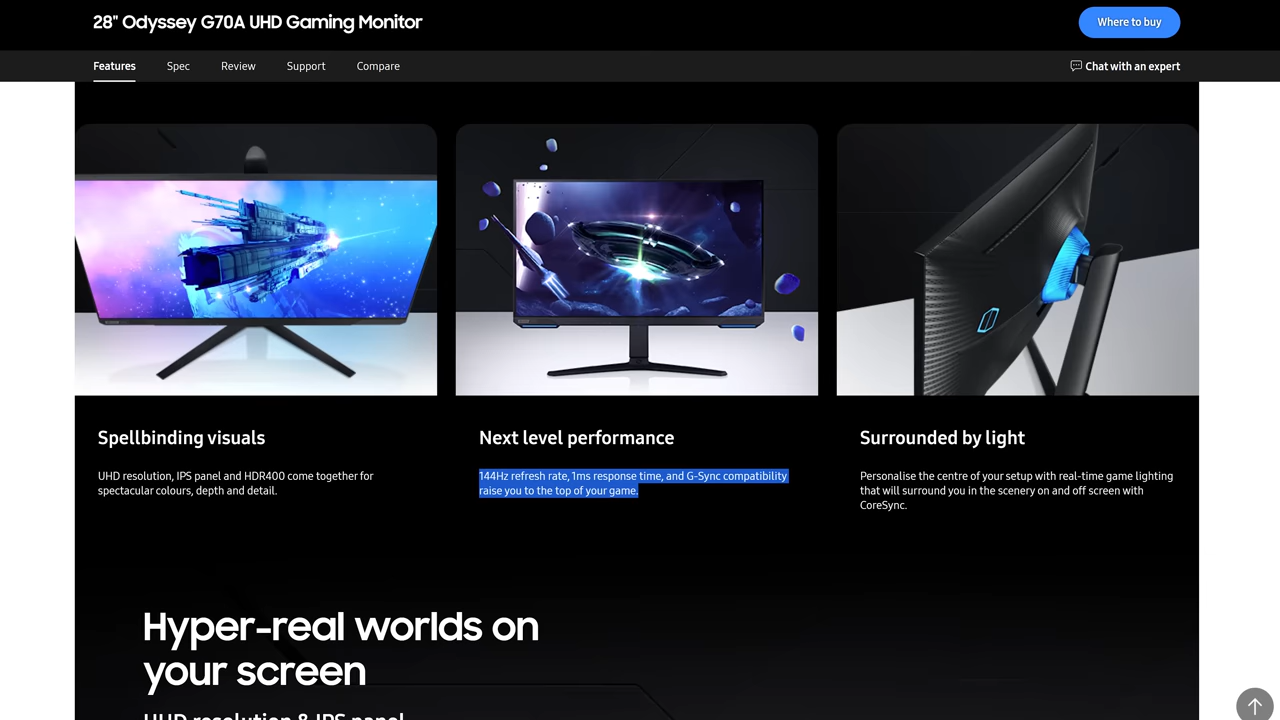 28" Odyssey G70A UHD Gaming Monitor
Where to buy
Features
Spec
Review
Support
Compare
Chat with an expert
Spellbinding visuals
UHD resolution, IPS panel and HDR400 come together for
spectacular colours, depth and detail.
Next level performance
144Hz refresh rate, 1ms response time, and G-Sync compatibility
raise you to the top of your game.
Surrounded by light
Personalise the centre of your setup with real-time game lighting
that will surround you in the scenery on and off screen with
CoreSync.
Hyper-real worlds on
your screen
UHD resolution & IPS panel